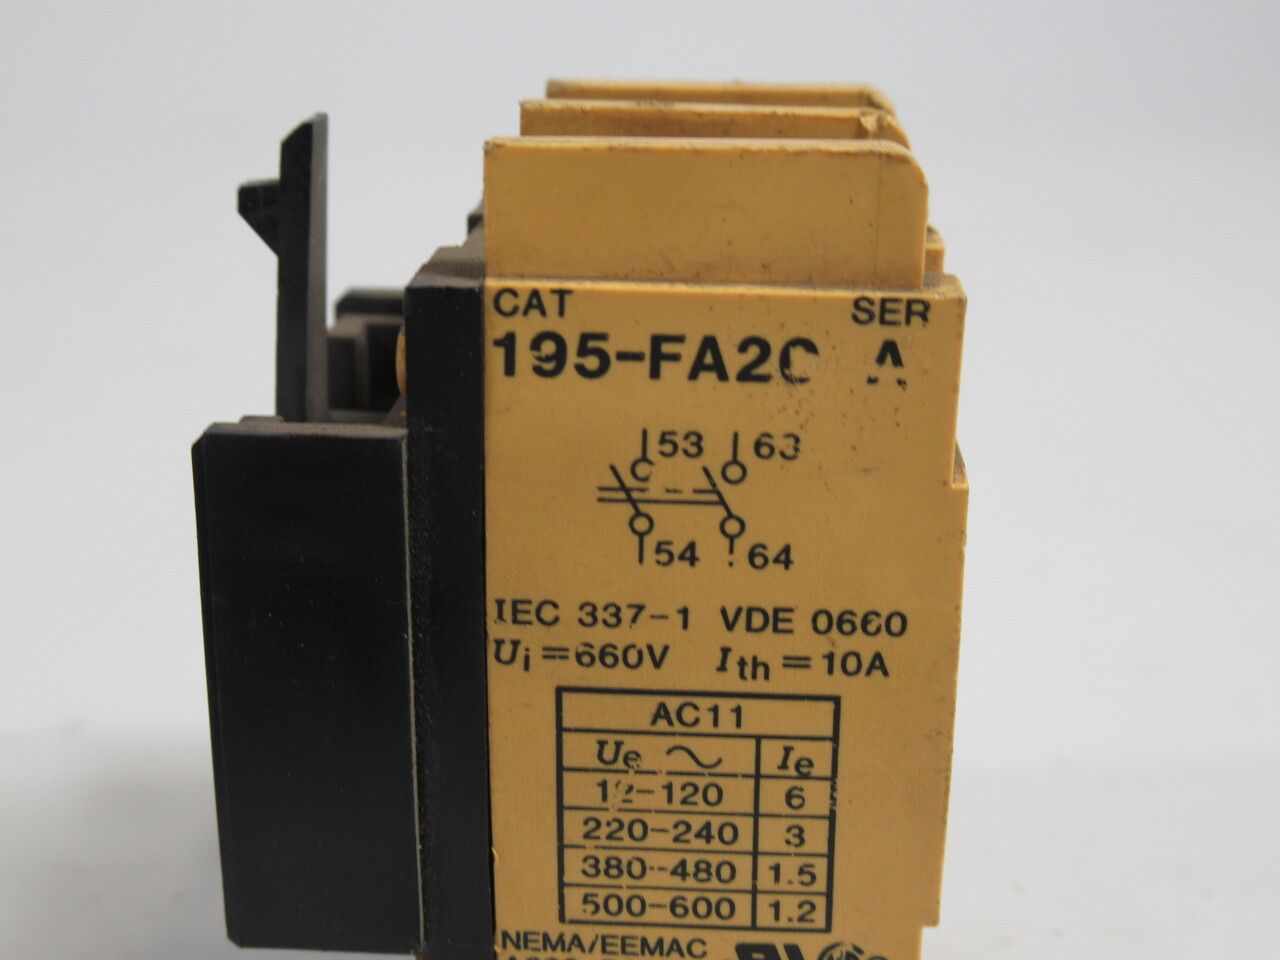 CAT SER
195-FA20 A
53 63
54 64
IEC 337-1 VDE 0660
Ui=660V Ith=10A
AC11
Ue ~ Ie
12-120 6
220-240 3
380-480 1.5
500-600 1.2
NEMA/EEMAC